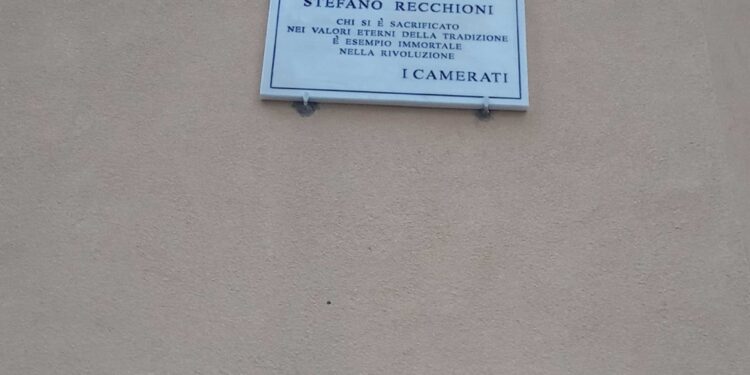 STEFANO RECCHIONI
CHI SI È SACRIFICATO
NEI VALORI ETERNI DELLA TRADIZIONE
È ESEMPIO IMMORTALE
NELLA RIVOLUZIONE
I CAMERATI